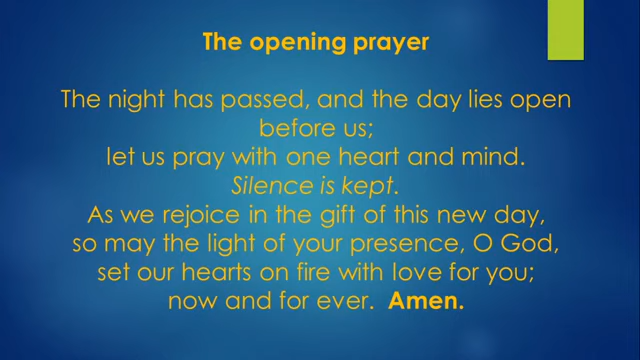 The opening prayer
The night has passed, and the day lies open
before us;
let us pray with one heart and mind.
Silence is kept.
As we rejoice in the gift of this new day,
so may the light of your presence, O God,
set our hearts on fire with love for you;
now and for ever. Amen.